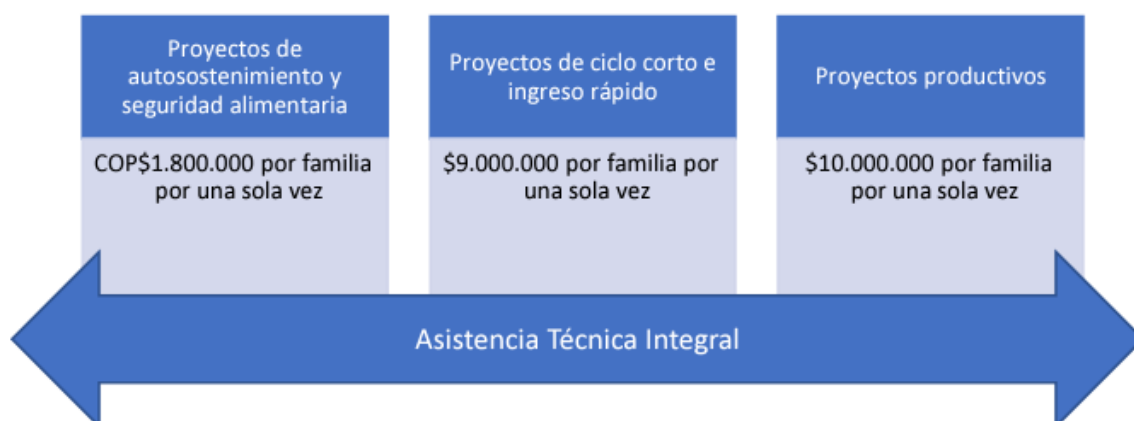 Proyectos de
autosostenimiento y
seguridad alimentaria
COP$1.800.000 por familia
por una sola vez
Proyectos de ciclo corto e
ingreso rápido
$9.000.000 por familia por
una sola vez
Proyectos productivos
$10.000.000 por familia
por una sola vez
Asistencia Técnica Integral